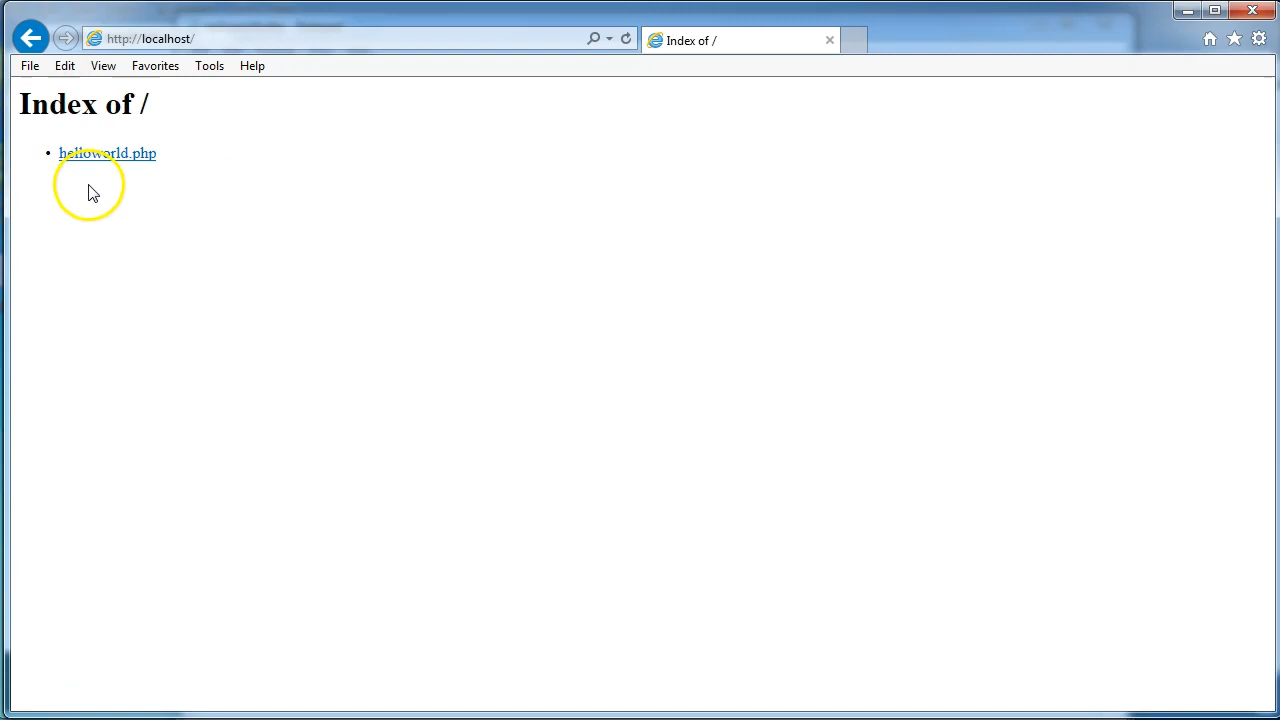 http://localhost/
Index of /
File Edit View Favorites Tools Help
Index of /
• helloworld.php